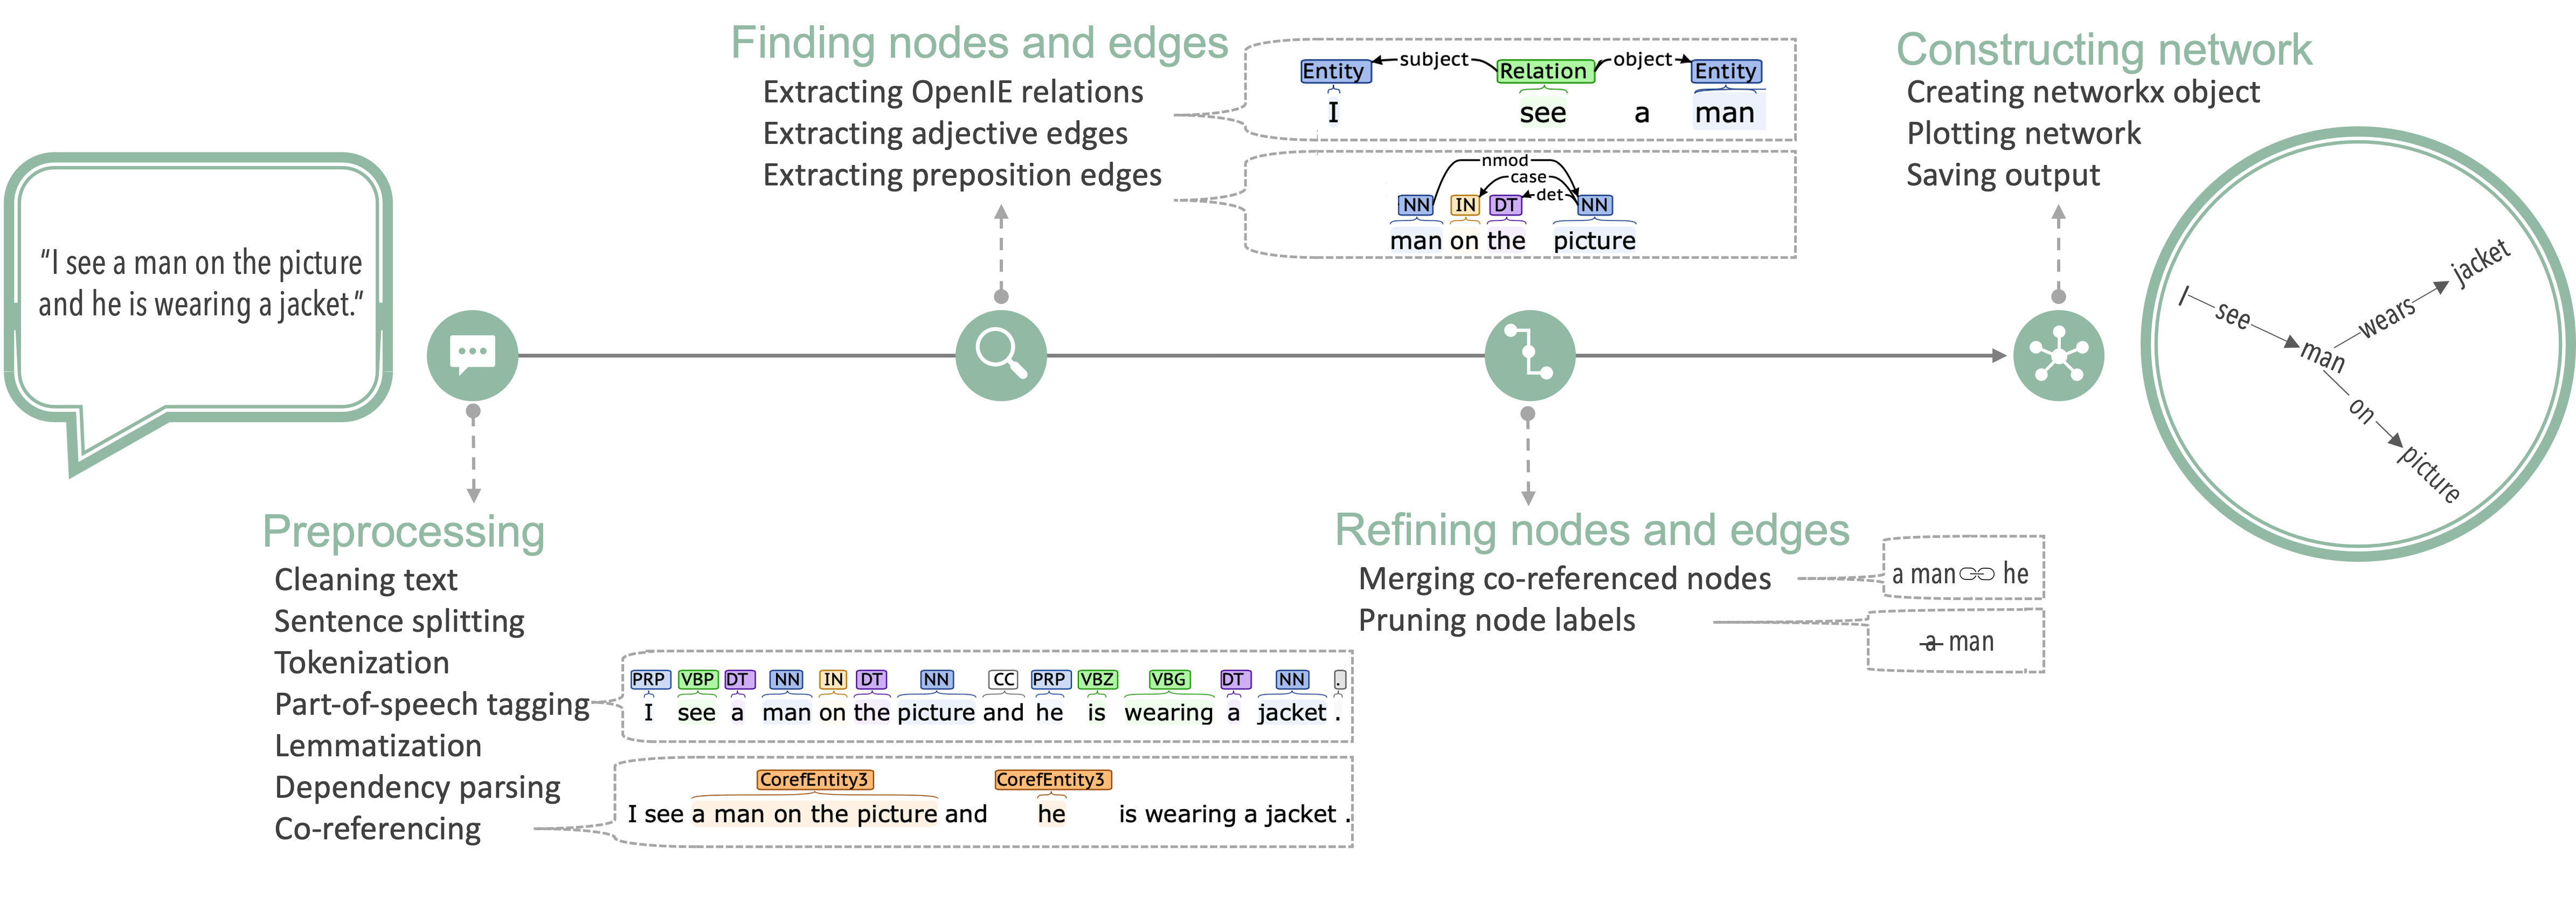 “I see a man on the picture
and he is wearing a jacket.”
Preprocessing
Cleaning text
Sentence splitting
Tokenization
Part-of-speech tagging
Lemmatization
Dependency parsing
Co-referencing
PRP VBP DT NN IN DT NN CC PRP VBZ VBG DT NN .
I see a man on the picture and he is wearing a jacket .
CorefEntity3 CorefEntity3
I see a man on the picture and he is wearing a jacket .
Finding nodes and edges
Extracting OpenIE relations
Extracting adjective edges
Extracting preposition edges
Entity subject Relation object Entity
I see a man
nmod
case
det
NN IN DT NN
man on the picture
Refining nodes and edges
Merging co-referenced nodes
Pruning node labels
a man he
a man
Constructing network
Creating networkx object
Plotting network
Saving output
I see man
wears jacket
on picture